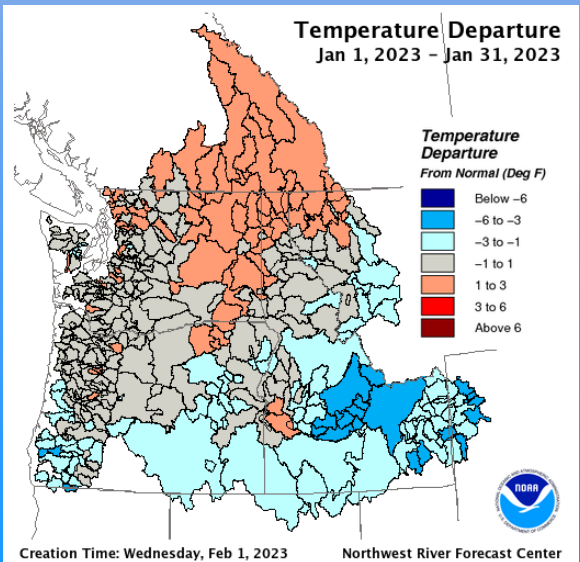 Temperature Departure
Jan 1, 2023 – Jan 31, 2023
Temperature
Departure
From Normal (Deg F)
Below −6
−6 to −3
−3 to −1
−1 to 1
1 to 3
3 to 6
Above 6
NOAA
Creation Time: Wednesday, Feb 1, 2023
Northwest River Forecast Center